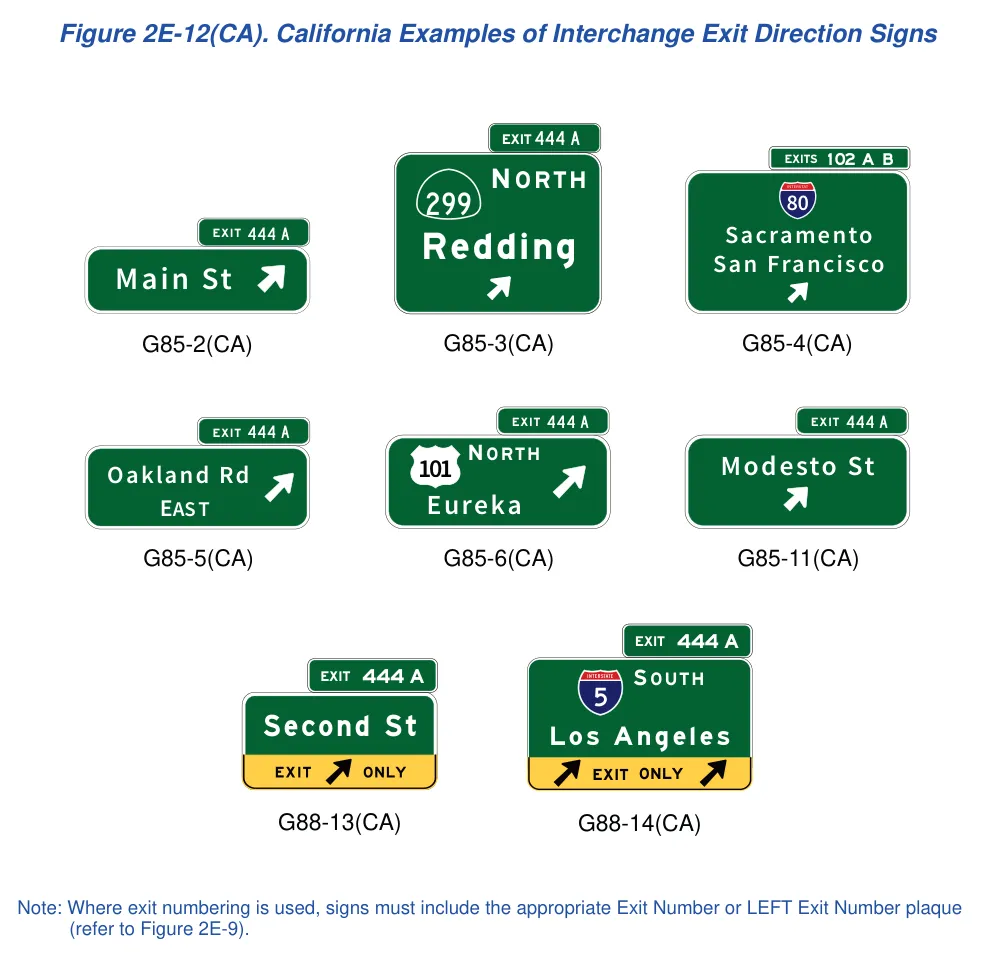 Figure 2E-12(CA). California Examples of Interchange Exit Direction Signs
EXIT 444 A
Main St
G85-2(CA)
EXIT 444 A
299 NORTH
Redding
G85-3(CA)
EXITS 102 A B
INTERSTATE
80
Sacramento
San Francisco
G85-4(CA)
EXIT 444 A
Oakland Rd
EAST
G85-5(CA)
EXIT 444 A
101 NORTH
Eureka
G85-6(CA)
EXIT 444 A
Modesto St
G85-11(CA)
EXIT 444 A
Second St
EXIT ONLY
G88-13(CA)
EXIT 444 A
INTERSTATE
5 SOUTH
Los Angeles
EXIT ONLY
G88-14(CA)
Note: Where exit numbering is used, signs must include the appropriate Exit Number or LEFT Exit Number plaque
(refer to Figure 2E-9).